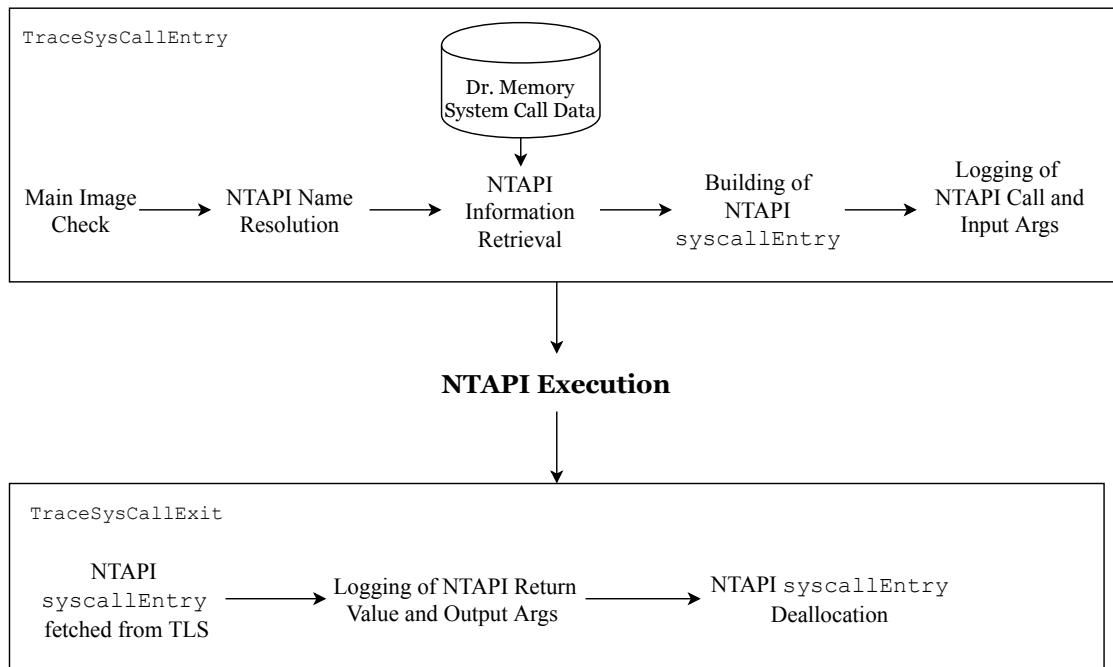 TraceSysCallEntry
Dr. Memory
System Call Data
Main Image
Check
NTAPI Name
Resolution
NTAPI
Information
Retrieval
Building of
NTAPI
syscallEntry
Logging of
NTAPI Call and
Input Args
NTAPI Execution
TraceSysCallExit
NTAPI
syscallEntry
fetched from TLS
Logging of NTAPI Return
Value and Output Args
NTAPI syscallEntry
Deallocation